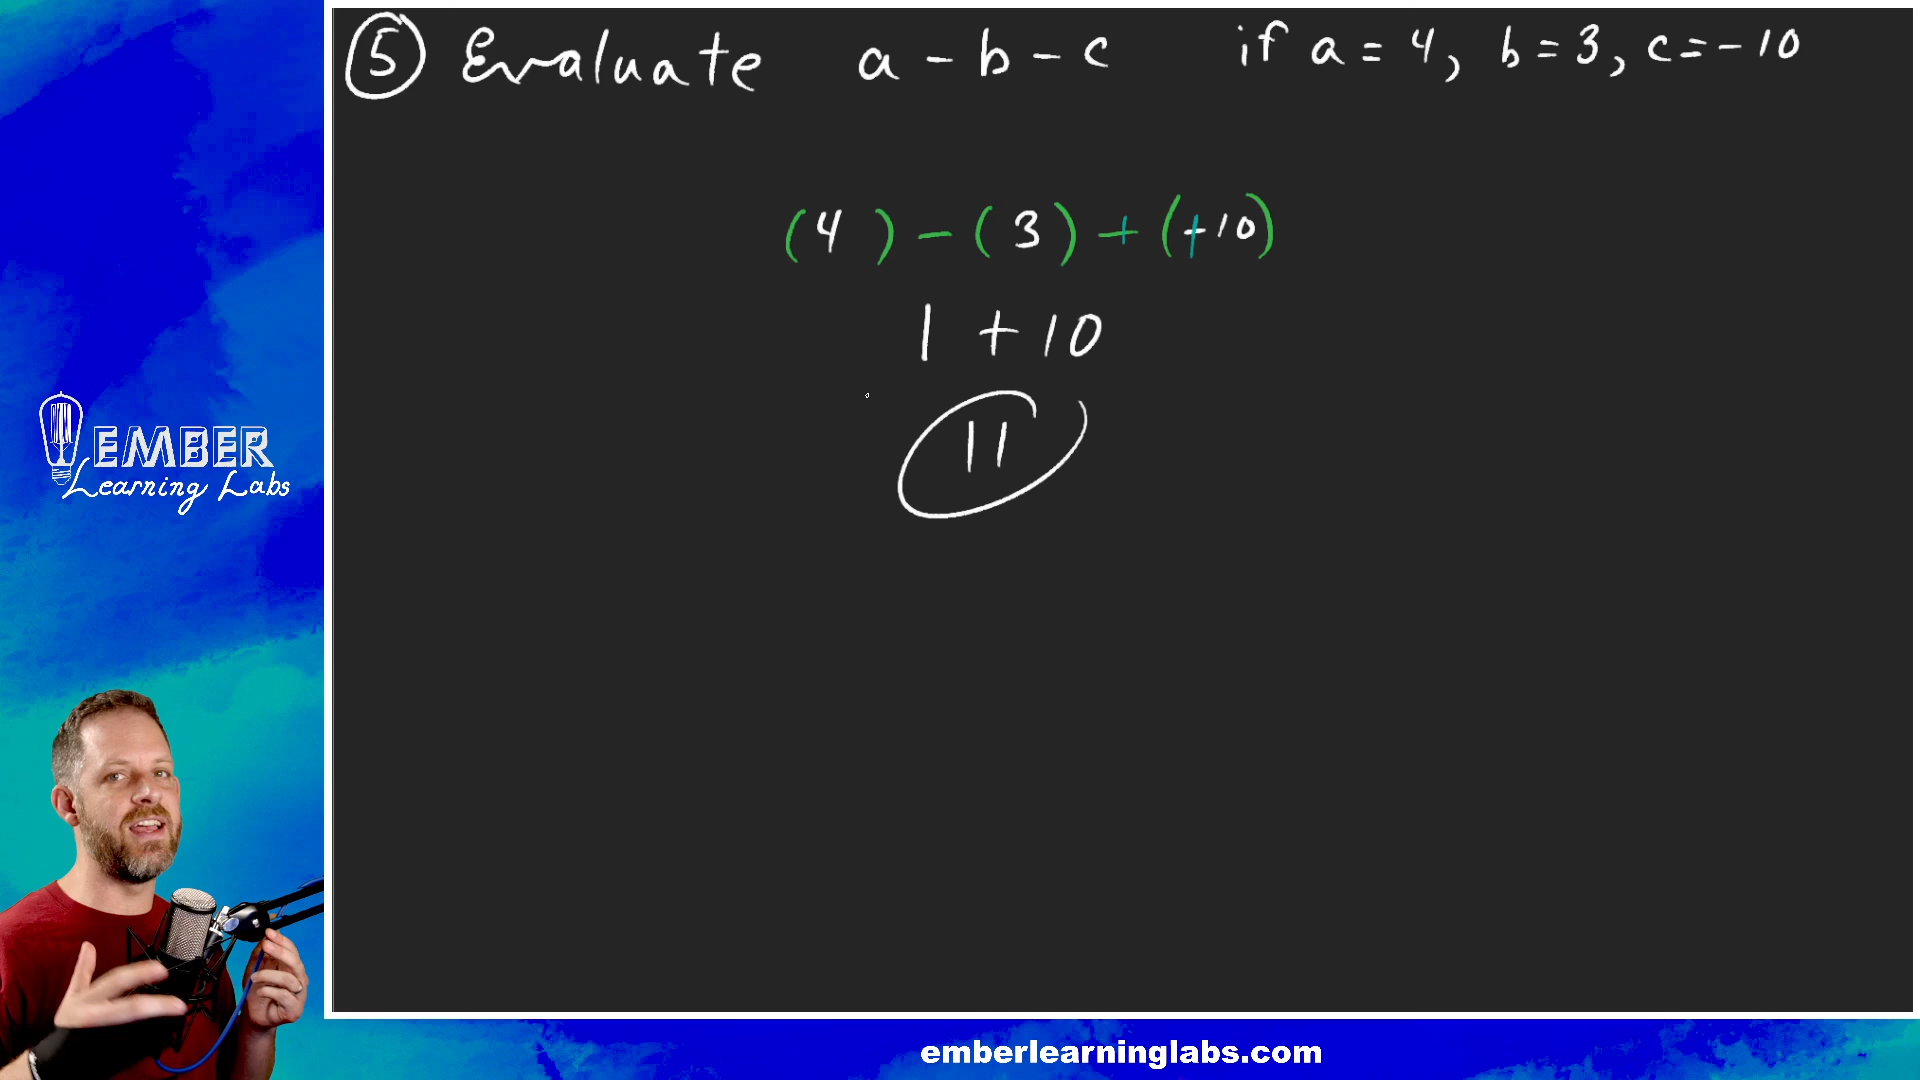 5 Evaluate a - b - c if a = 4, b = 3, c = -10
(4) - (3) + (+10)
1 + 10
11
EMBER
Learning Labs
emberlearninglabs.com